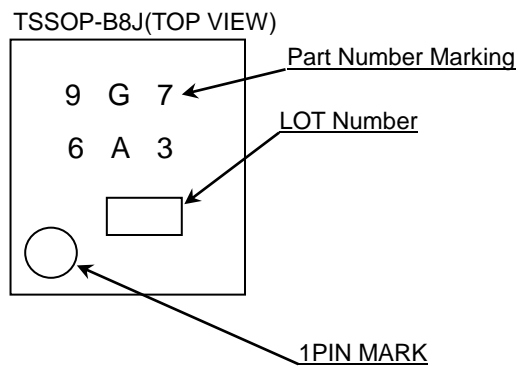 TSSOP-B8J(TOP VIEW)
Part Number Marking
9 G 7
LOT Number
6 A 3
1PIN MARK